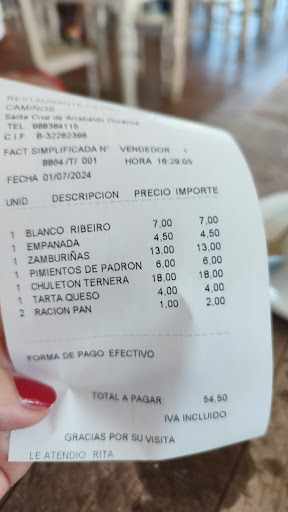 RESTAURANTE
CAMIÑOS
Santa Cruz de Arrabaldo Ourense
TEL. 988384115
C.I.F. B-32262398
FACT SIMPLIFICADA Nº VENDEDOR 1
8884 /T/ 001 HORA 16:29:05
FECHA 01/07/2024
UNID. DESCRIPCION PRECIO IMPORTE
1 BLANCO RIBEIRO 7,00 7,00
1 EMPANADA 4,50 4,50
1 ZAMBURIÑAS 13,00 13,00
1 PIMIENTOS DE PADRON 6,00 6,00
1 CHULETON TERNERA 18,00 18,00
1 TARTA QUESO 4,00 4,00
2 RACION PAN 1,00 2,00
FORMA DE PAGO: EFECTIVO
TOTAL A PAGAR: 54.50
IVA INCLUIDO
GRACIAS POR SU VISITA
LE ATENDIO RITA